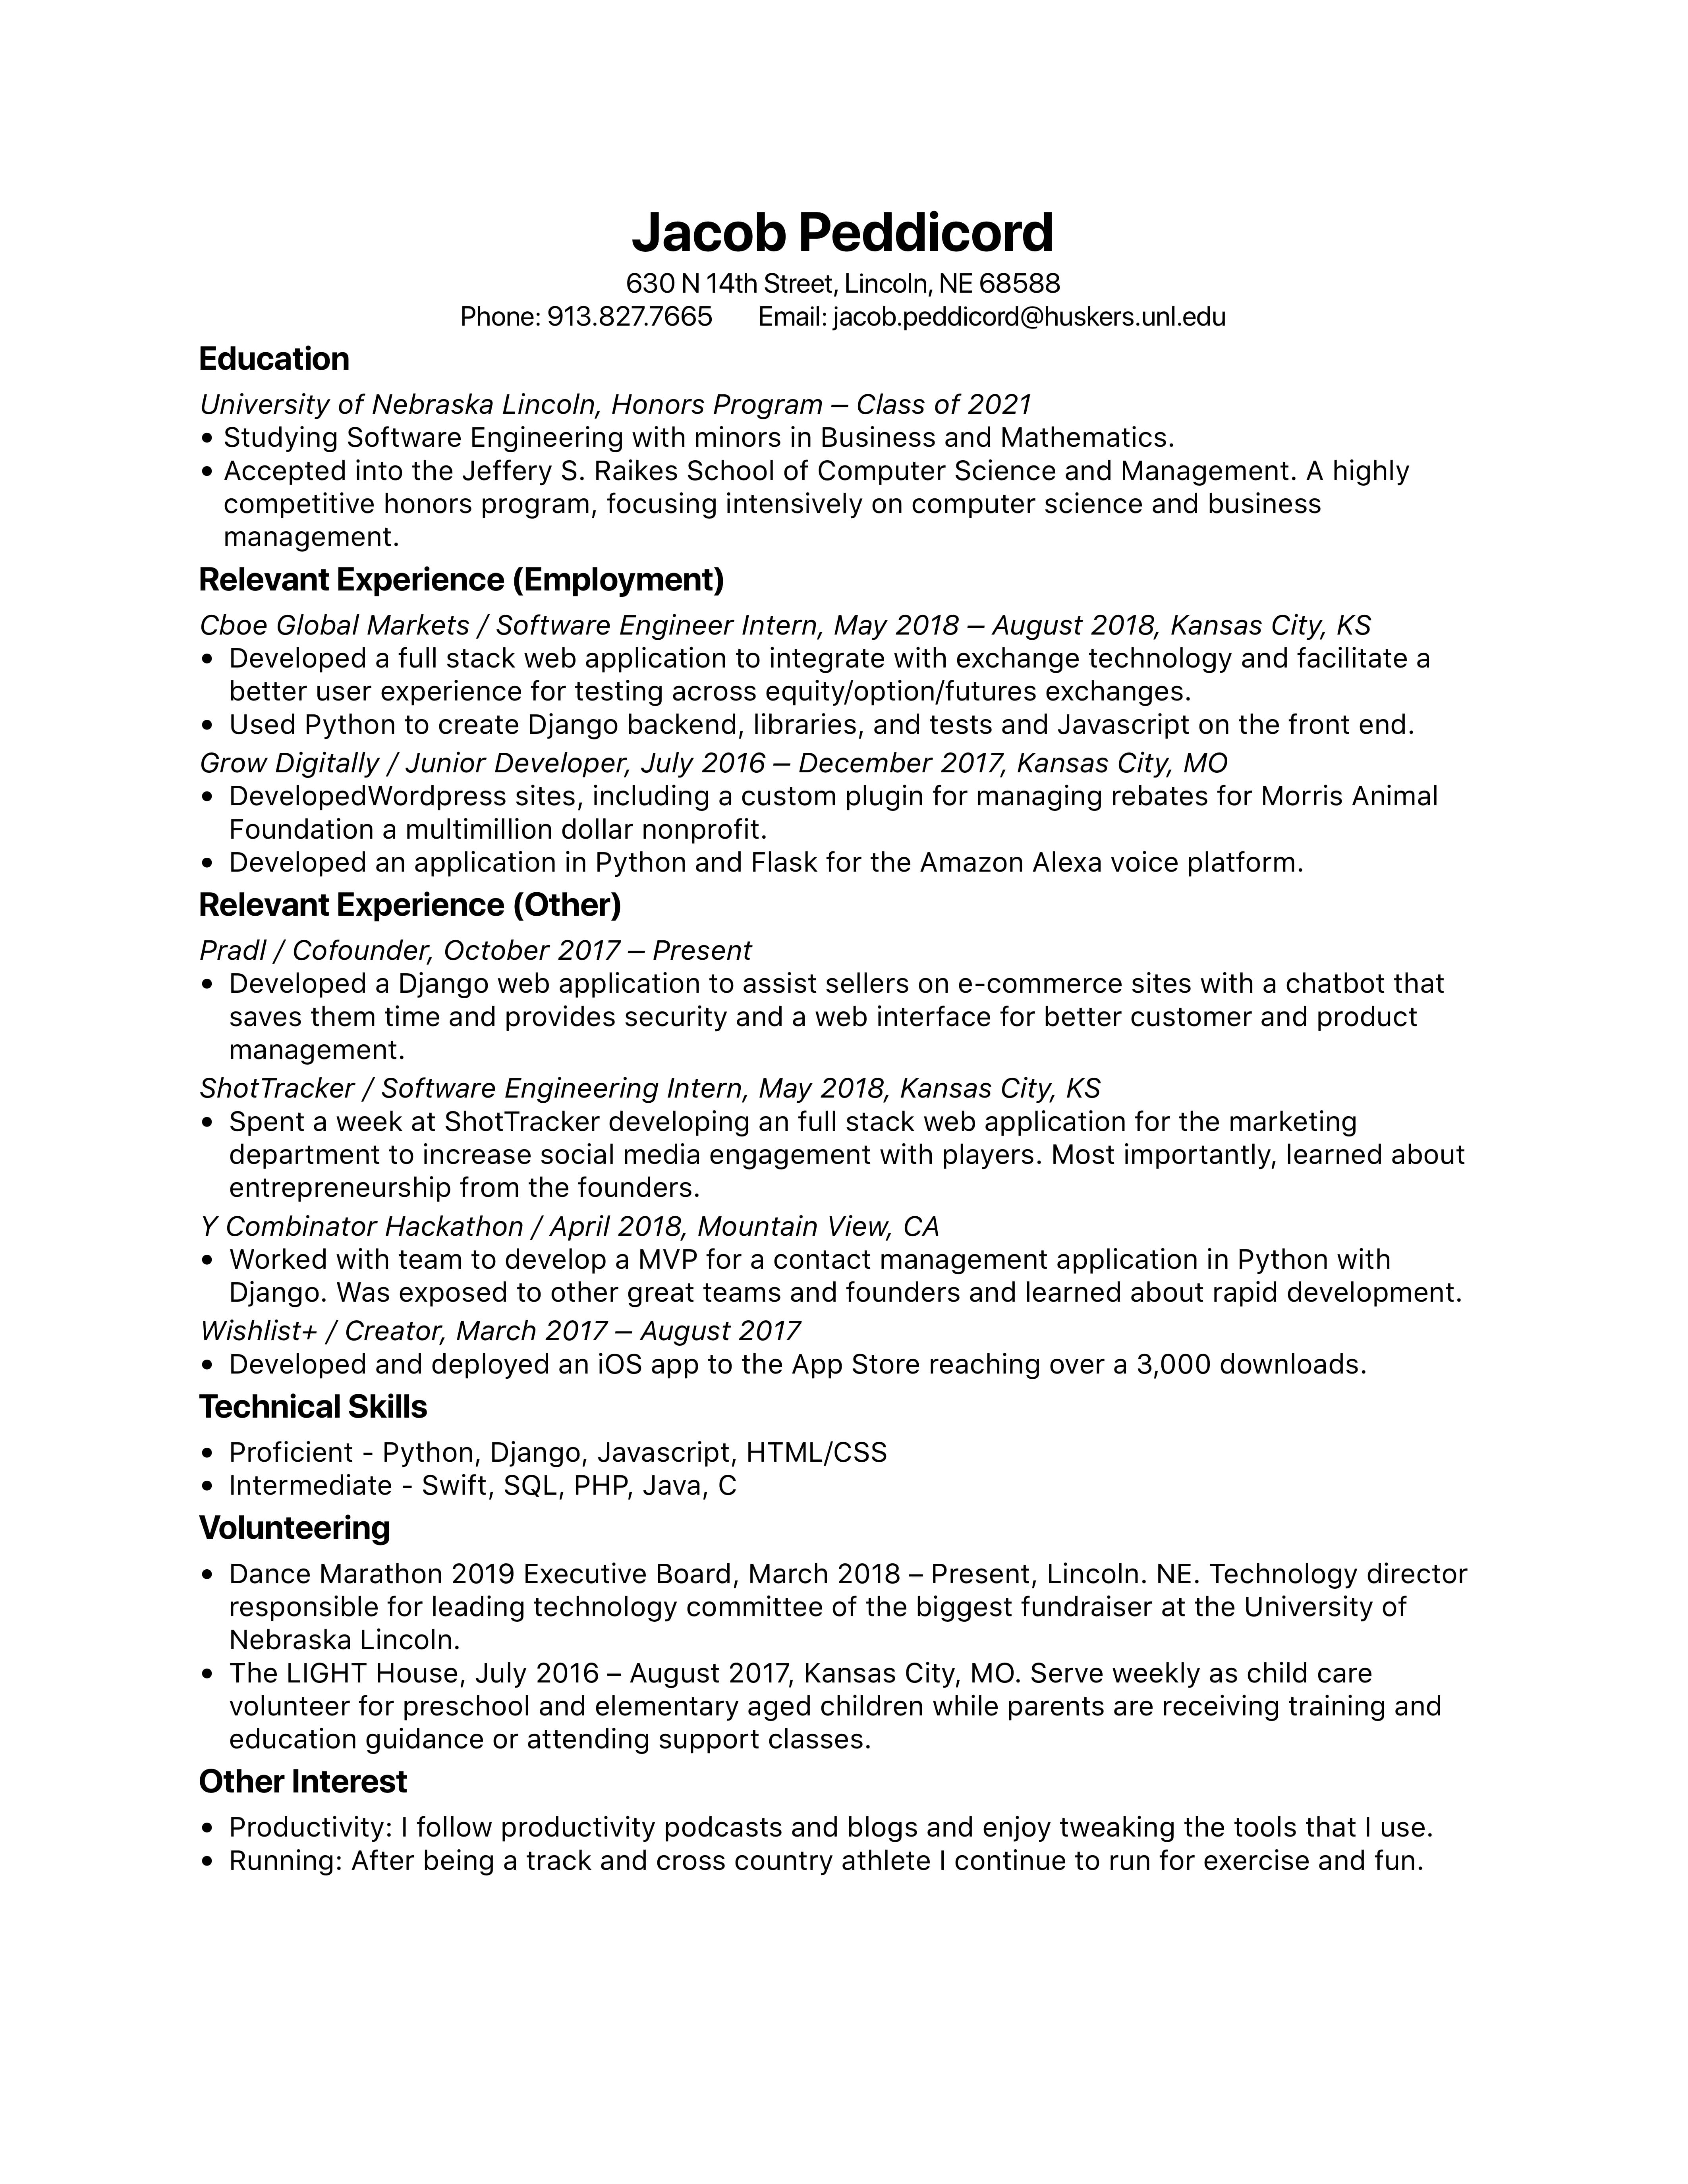 Jacob Peddicord
630 N 14th Street, Lincoln, NE 68588
Phone: 913.827.7665 Email: jacob.peddicord@huskers.unl.edu
Education
University of Nebraska Lincoln, Honors Program – Class of 2021
• Studying Software Engineering with minors in Business and Mathematics.
• Accepted into the Jeffery S. Raikes School of Computer Science and Management. A highly
competitive honors program, focusing intensively on computer science and business
management.
Relevant Experience (Employment)
Cboe Global Markets / Software Engineer Intern, May 2018 – August 2018, Kansas City, KS
• Developed a full stack web application to integrate with exchange technology and facilitate a
better user experience for testing across equity/option/futures exchanges.
• Used Python to create Django backend, libraries, and tests and Javascript on the front end.
Grow Digitally / Junior Developer, July 2016 – December 2017, Kansas City, MO
• DevelopedWordpress sites, including a custom plugin for managing rebates for Morris Animal
Foundation a multimillion dollar nonprofit.
• Developed an application in Python and Flask for the Amazon Alexa voice platform.
Relevant Experience (Other)
Pradl / Cofounder, October 2017 – Present
• Developed a Django web application to assist sellers on e-commerce sites with a chatbot that
saves them time and provides security and a web interface for better customer and product
management.
ShotTracker / Software Engineering Intern, May 2018, Kansas City, KS
• Spent a week at ShotTracker developing an full stack web application for the marketing
department to increase social media engagement with players. Most importantly, learned about
entrepreneurship from the founders.
Y Combinator Hackathon / April 2018, Mountain View, CA
• Worked with team to develop a MVP for a contact management application in Python with
Django. Was exposed to other great teams and founders and learned about rapid development.
Wishlist+ / Creator, March 2017 – August 2017
• Developed and deployed an iOS app to the App Store reaching over a 3,000 downloads.
Technical Skills
• Proficient - Python, Django, Javascript, HTML/CSS
• Intermediate - Swift, SQL, PHP, Java, C
Volunteering
• Dance Marathon 2019 Executive Board, March 2018 – Present, Lincoln. NE. Technology director
responsible for leading technology committee of the biggest fundraiser at the University of
Nebraska Lincoln.
• The LIGHT House, July 2016 – August 2017, Kansas City, MO. Serve weekly as child care
volunteer for preschool and elementary aged children while parents are receiving training and
education guidance or attending support classes.
Other Interest
• Productivity: I follow productivity podcasts and blogs and enjoy tweaking the tools that I use.
• Running: After being a track and cross country athlete I continue to run for exercise and fun.